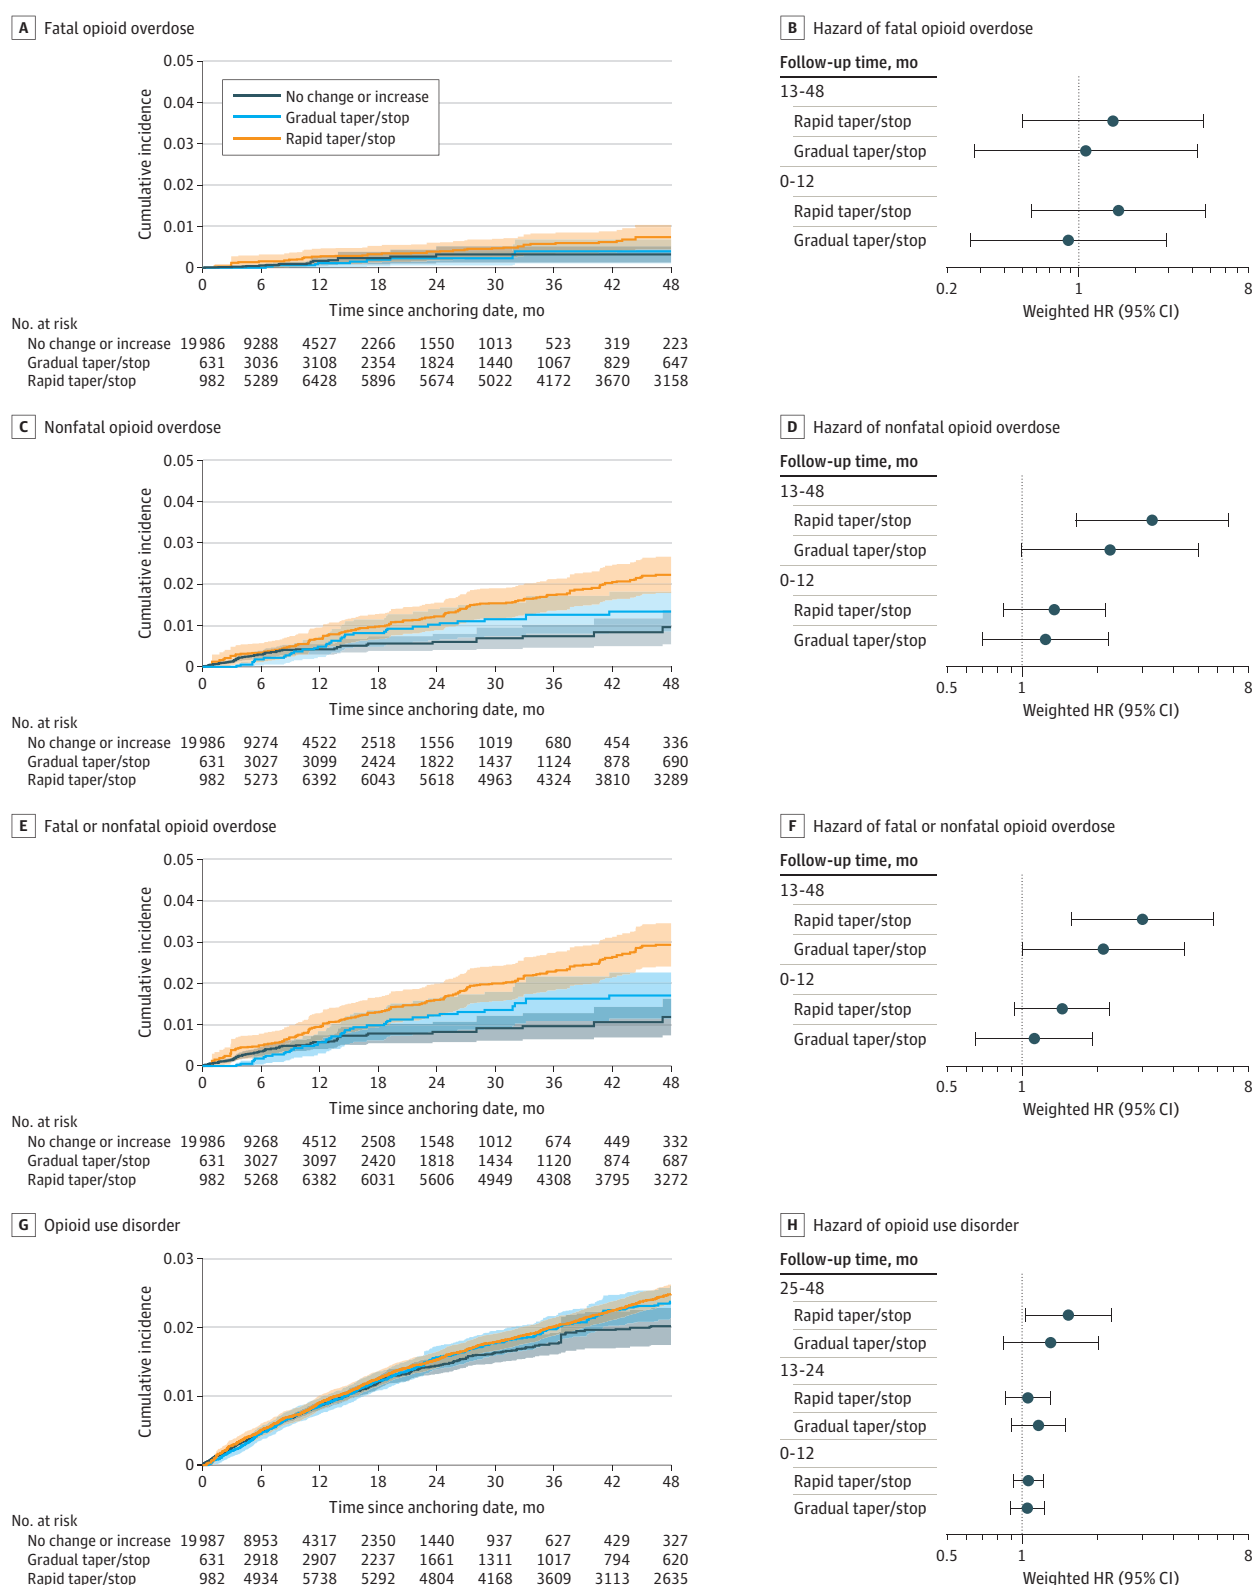 A Fatal opioid overdose
0.05
0.04
0.03
0.02
0.01
0
Cumulative incidence
No change or increase
Gradual taper/stop
Rapid taper/stop
0 6 12 18 24 30 36 42 48
Time since anchoring date, mo
No. at risk
No change or increase 19986 9288 4527 2266 1550 1013 523 319 223
Gradual taper/stop 631 3036 3108 2354 1824 1440 1067 829 647
Rapid taper/stop 982 5289 6428 5896 5674 5022 4172 3670 3158
B Hazard of fatal opioid overdose
Follow-up time, mo
13-48
Rapid taper/stop
Gradual taper/stop
0-12
Rapid taper/stop
Gradual taper/stop
0.2 1 8
Weighted HR (95% CI)
C Nonfatal opioid overdose
0.05
0.04
0.03
0.02
0.01
0
Cumulative incidence
0 6 12 18 24 30 36 42 48
Time since anchoring date, mo
No. at risk
No change or increase 19986 9274 4522 2518 1556 1019 680 454 336
Gradual taper/stop 631 3027 3099 2424 1822 1437 1124 878 690
Rapid taper/stop 982 5273 6392 6043 5618 4963 4324 3810 3289
D Hazard of nonfatal opioid overdose
Follow-up time, mo
13-48
Rapid taper/stop
Gradual taper/stop
0-12
Rapid taper/stop
Gradual taper/stop
0.5 1 8
Weighted HR (95% CI)
E Fatal or nonfatal opioid overdose
0.05
0.04
0.03
0.02
0.01
0
Cumulative incidence
0 6 12 18 24 30 36 42 48
Time since anchoring date, mo
No. at risk
No change or increase 19986 9268 4512 2508 1548 1012 674 449 332
Gradual taper/stop 631 3027 3097 2420 1818 1434 1120 874 687
Rapid taper/stop 982 5268 6382 6031 5606 4949 4308 3795 3272
F Hazard of fatal or nonfatal opioid overdose
Follow-up time, mo
13-48
Rapid taper/stop
Gradual taper/stop
0-12
Rapid taper/stop
Gradual taper/stop
0.5 1 8
Weighted HR (95% CI)
G Opioid use disorder
0.03
0.02
0.01
0
Cumulative incidence
0 6 12 18 24 30 36 42 48
Time since anchoring date, mo
No. at risk
No change or increase 19987 8953 4317 2350 1440 937 627 429 327
Gradual taper/stop 631 2918 2907 2237 1661 1311 1017 794 620
Rapid taper/stop 982 4934 5738 5292 4804 4168 3609 3113 2635
H Hazard of opioid use disorder
Follow-up time, mo
25-48
Rapid taper/stop
Gradual taper/stop
13-24
Rapid taper/stop
Gradual taper/stop
0-12
Rapid taper/stop
Gradual taper/stop
0.5 1 8
Weighted HR (95% CI)